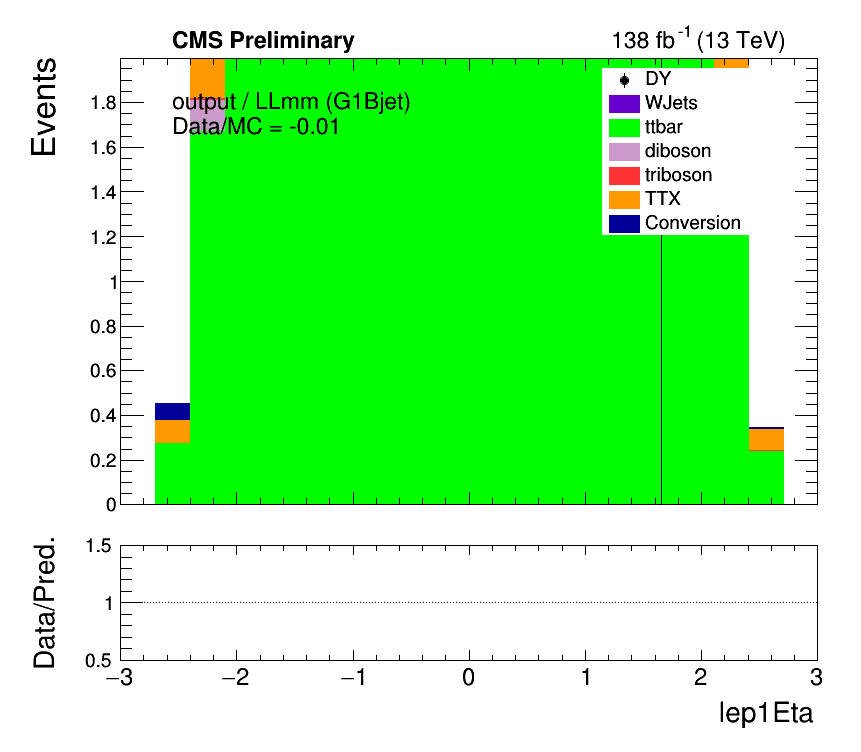 CMS Preliminary
138 fb-1 (13 TeV)
Events
output / LLmm (G1Bjet)
Data/MC = -0.01
DY
WJets
ttbar
diboson
triboson
TTX
Conversion
1.8
1.6
1.4
1.2
1
0.8
0.6
0.4
0.2
0
Data/Pred.
1.5
1
0.5
−3 −2 −1 0 1 2 3
lep1Eta